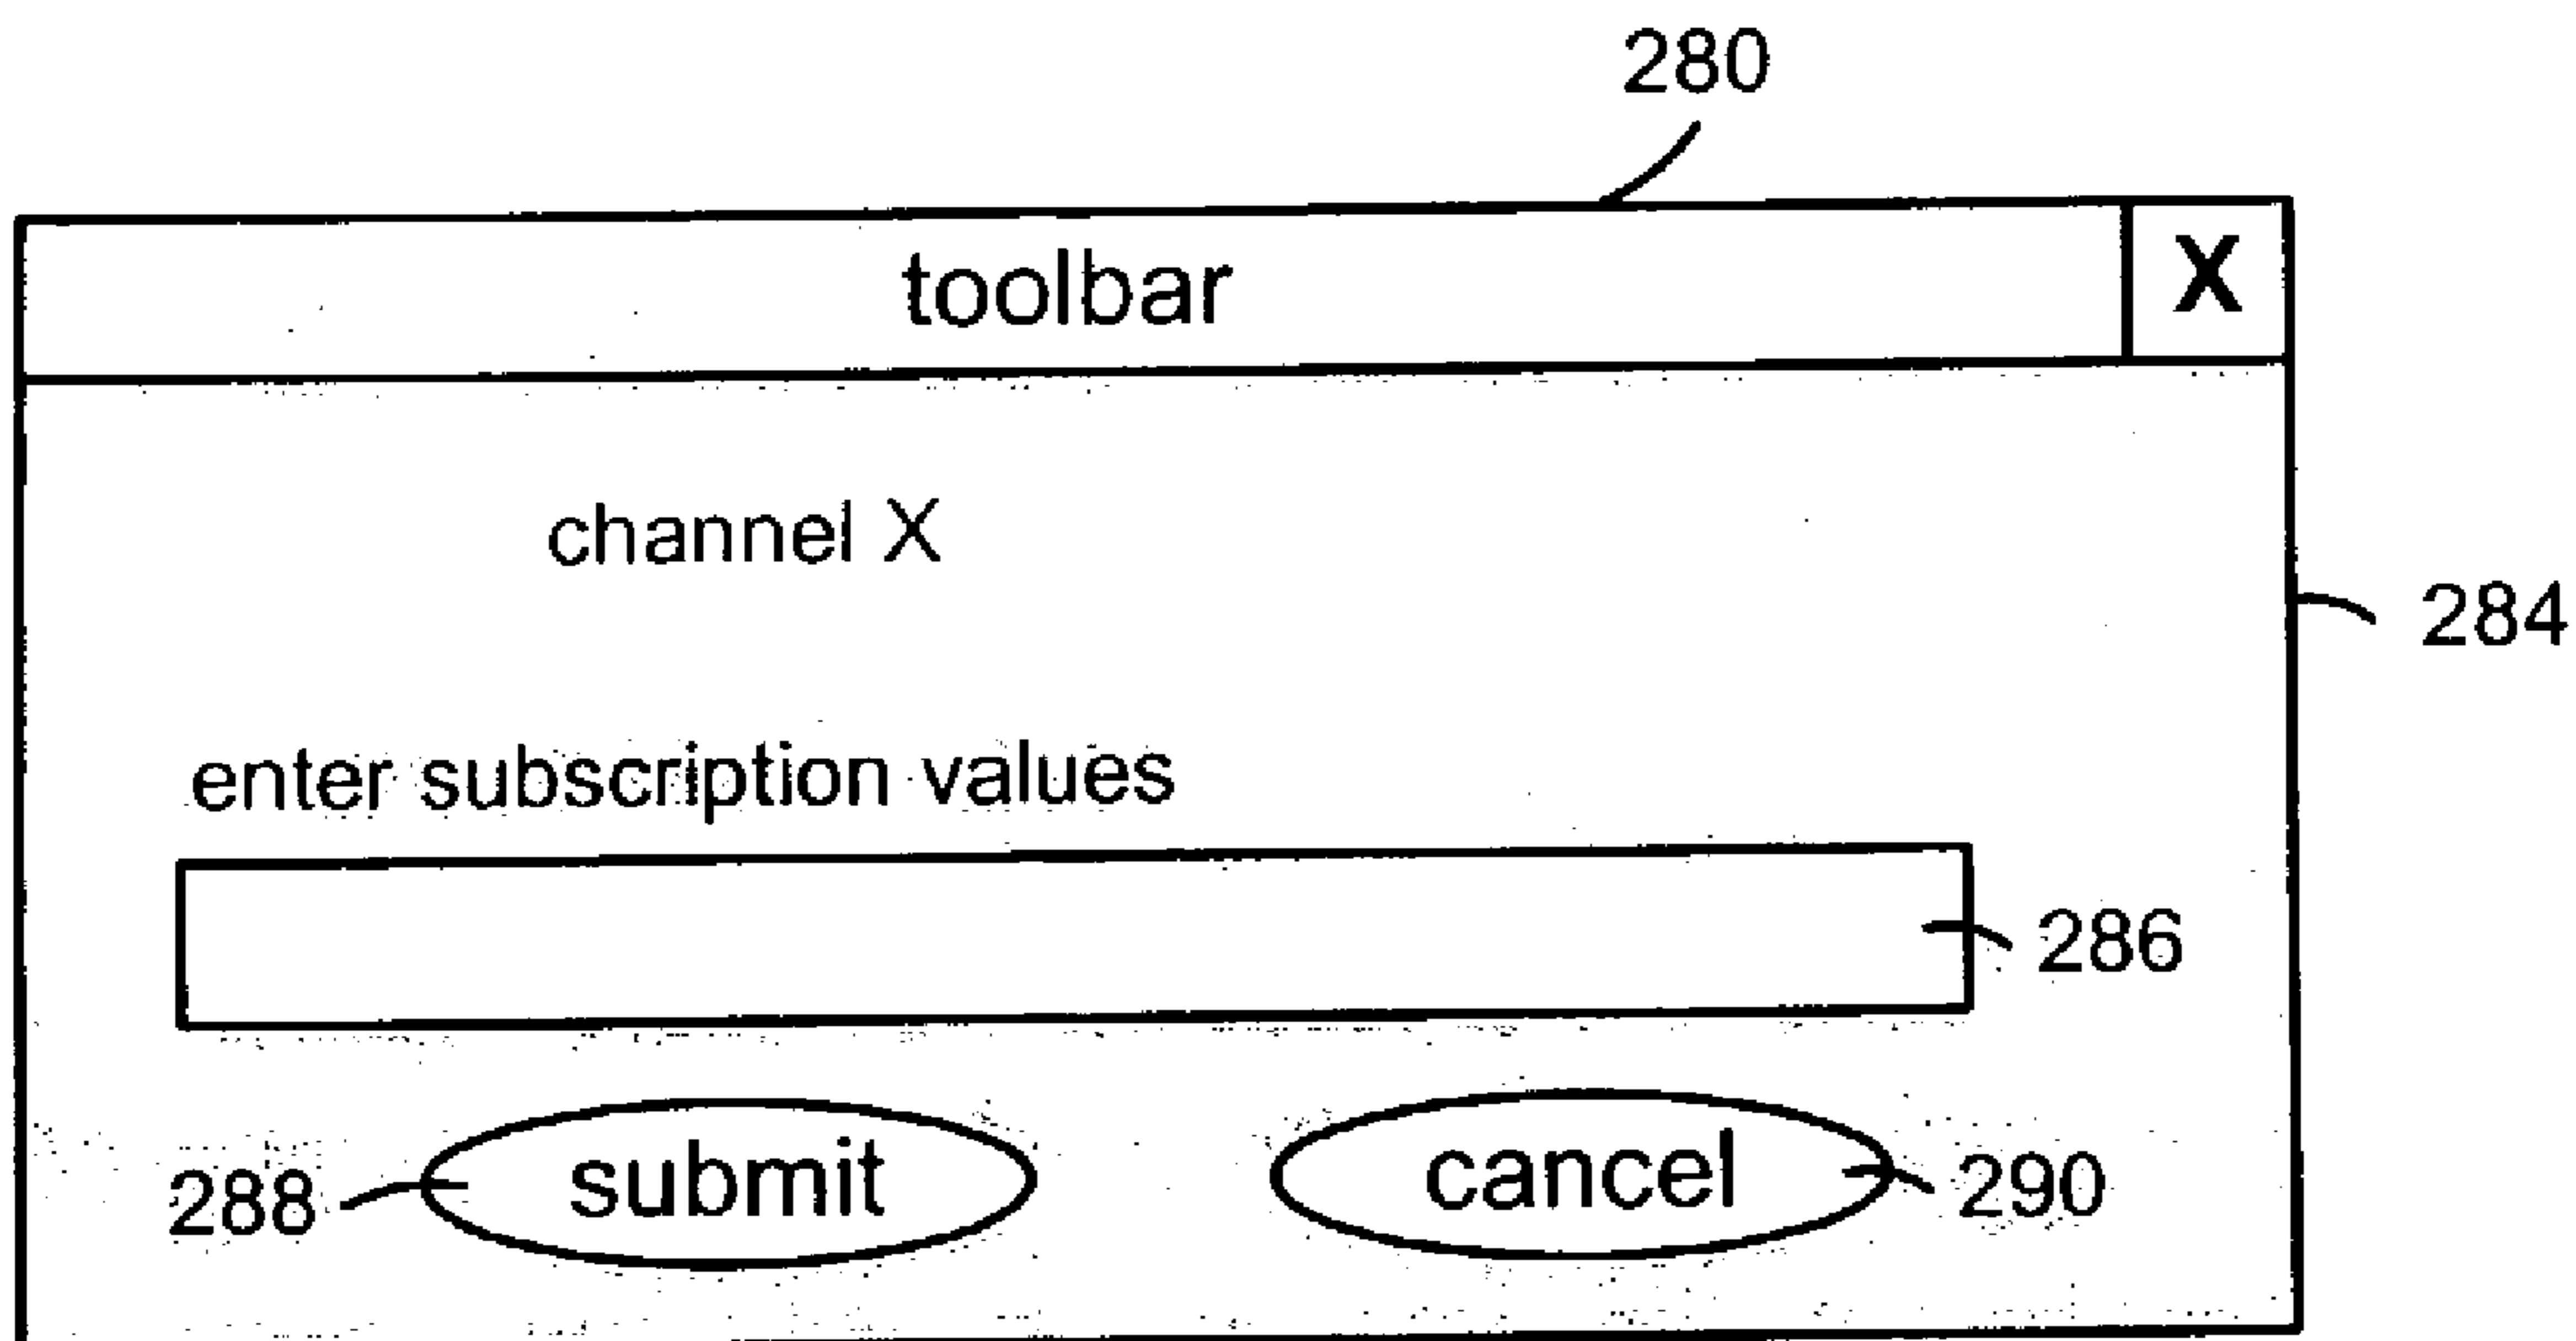 280
toolbar X
channel X
284
enter subscription values
286
288 submit cancel 290